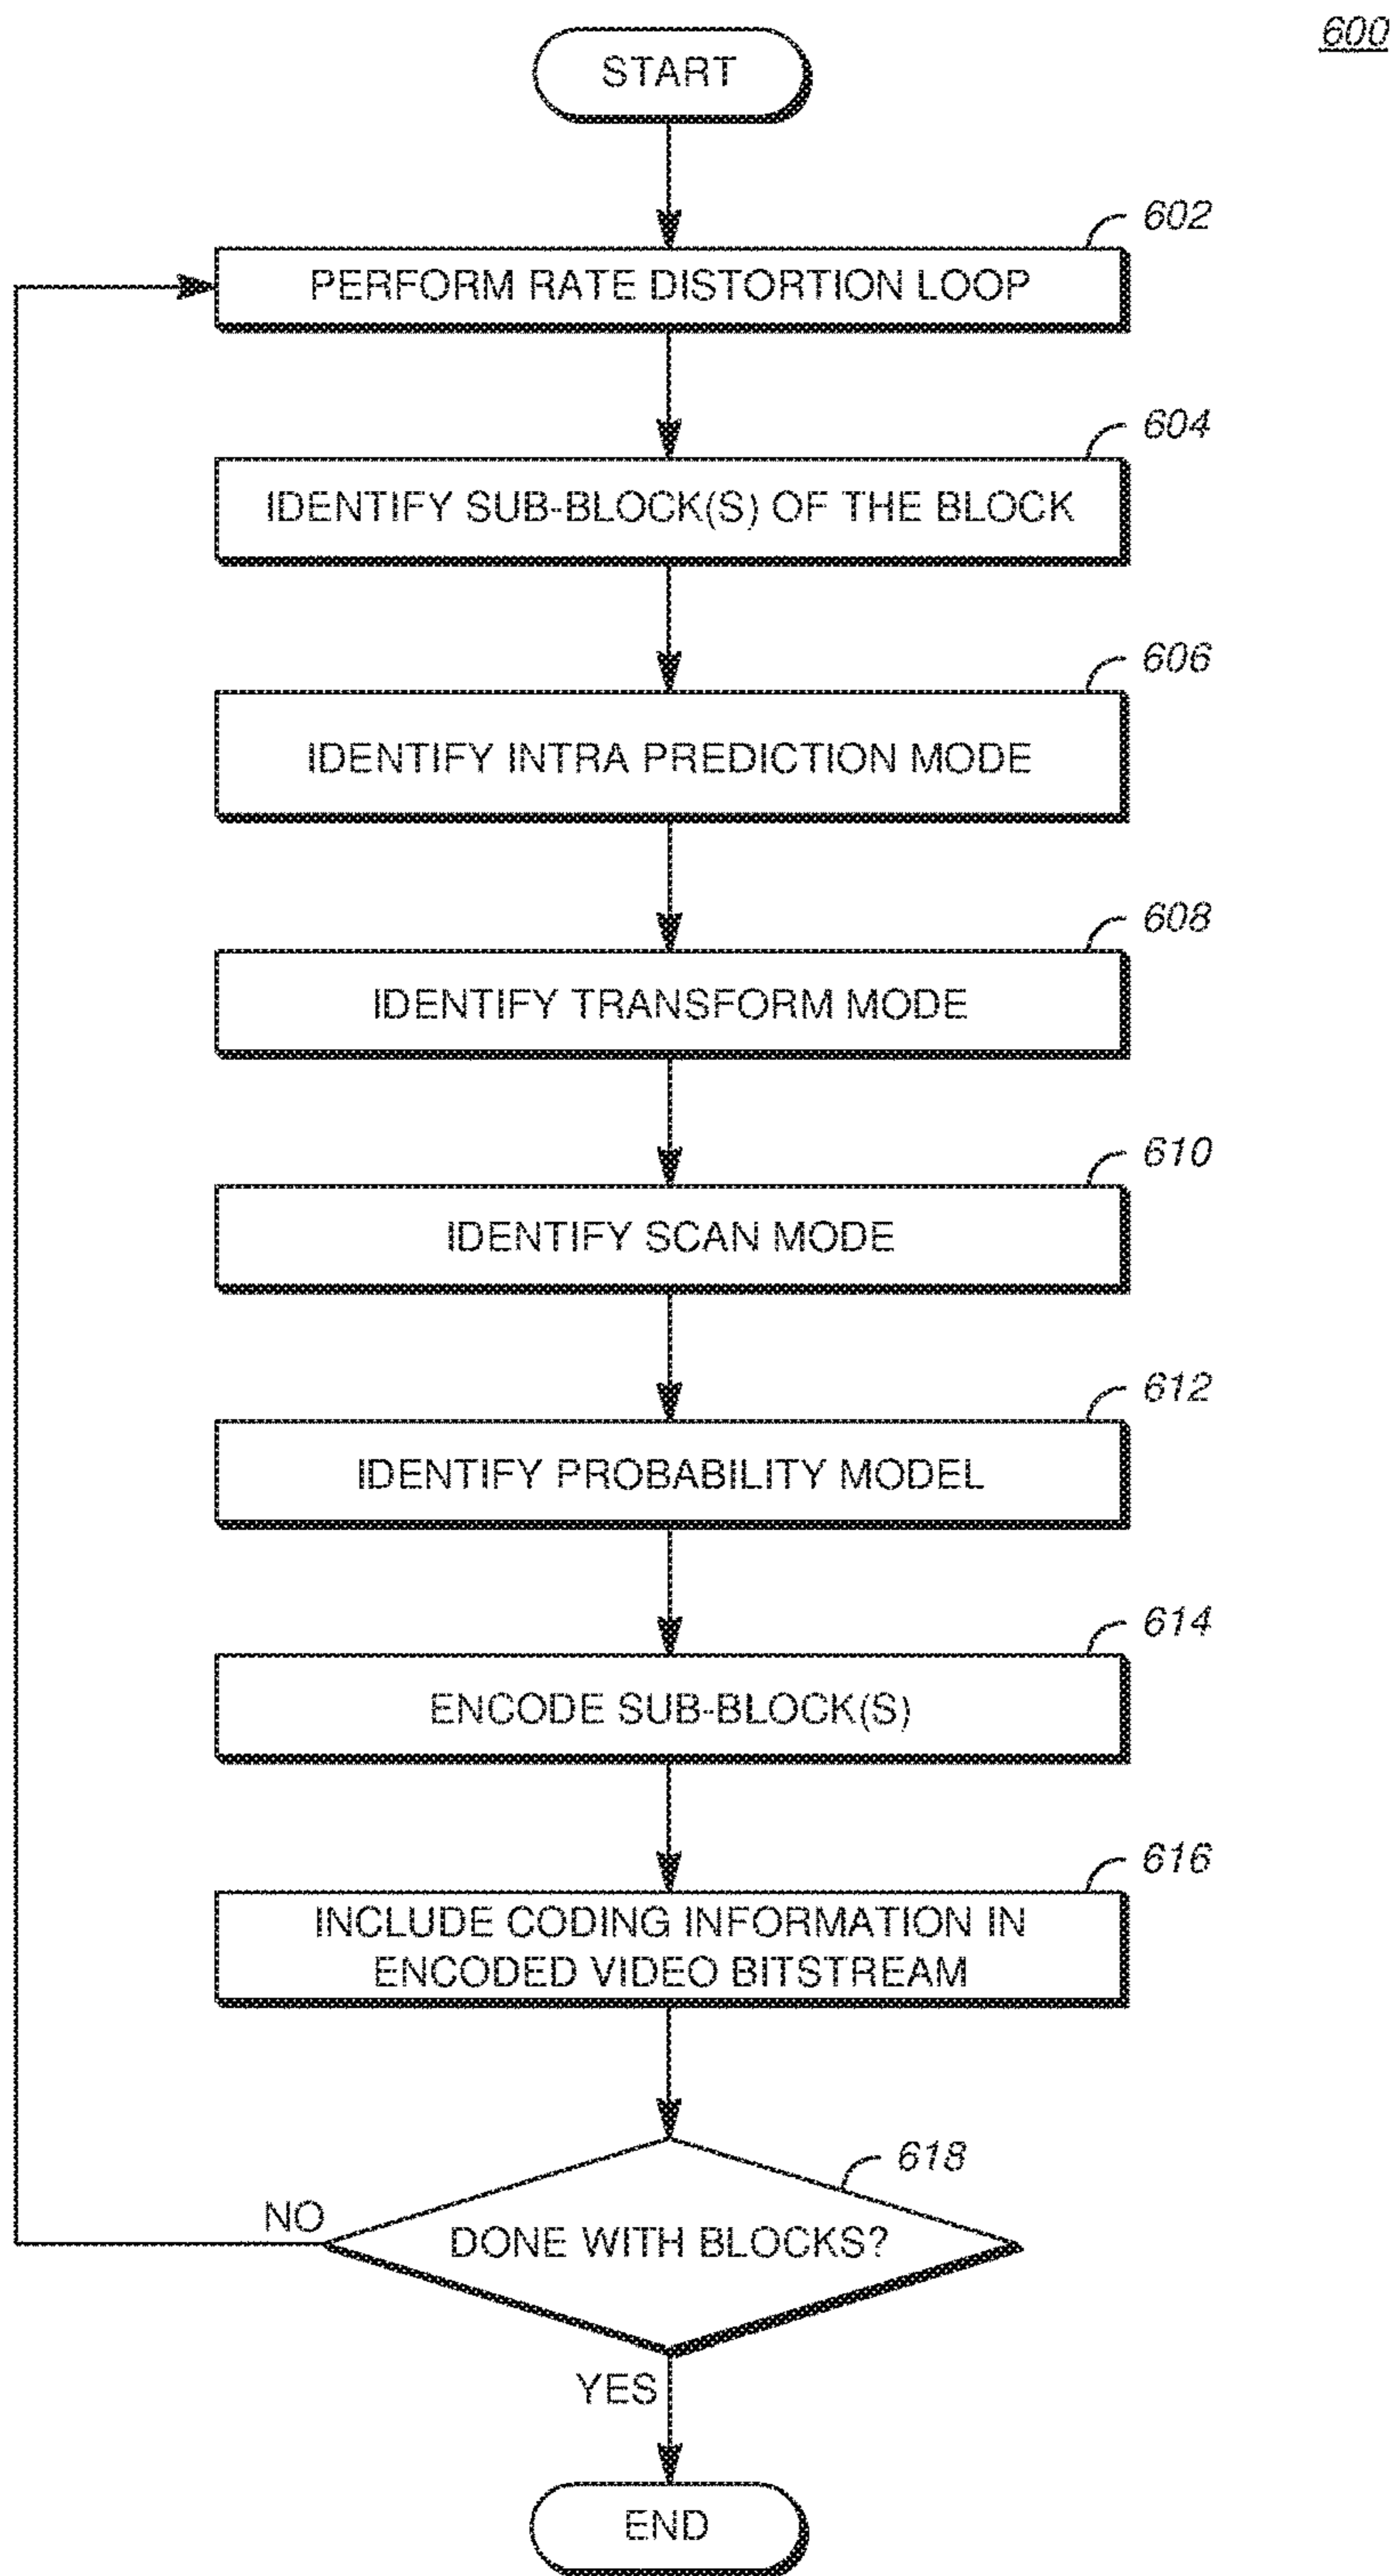 600
START
602
PERFORM RATE DISTORTION LOOP
604
IDENTIFY SUB-BLOCK(S) OF THE BLOCK
606
IDENTIFY INTRA PREDICTION MODE
608
IDENTIFY TRANSFORM MODE
610
IDENTIFY SCAN MODE
612
IDENTIFY PROBABILITY MODEL
614
ENCODE SUB-BLOCK(S)
616
INCLUDE CODING INFORMATION IN
ENCODED VIDEO BITSTREAM
618
NO
DONE WITH BLOCKS?
YES
END